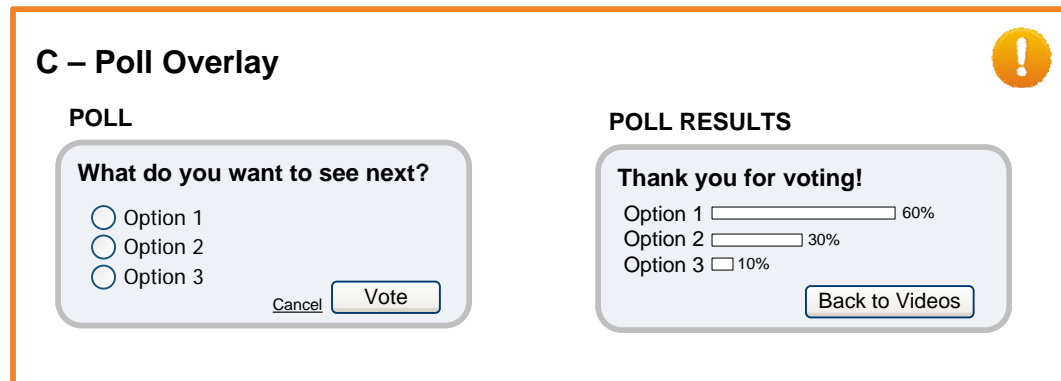 C – Poll Overlay
POLL
What do you want to see next?
Option 1
Option 2
Option 3
Cancel
Vote
POLL RESULTS
Thank you for voting!
Option 1 60%
Option 2 30%
Option 3 10%
Back to Videos
!